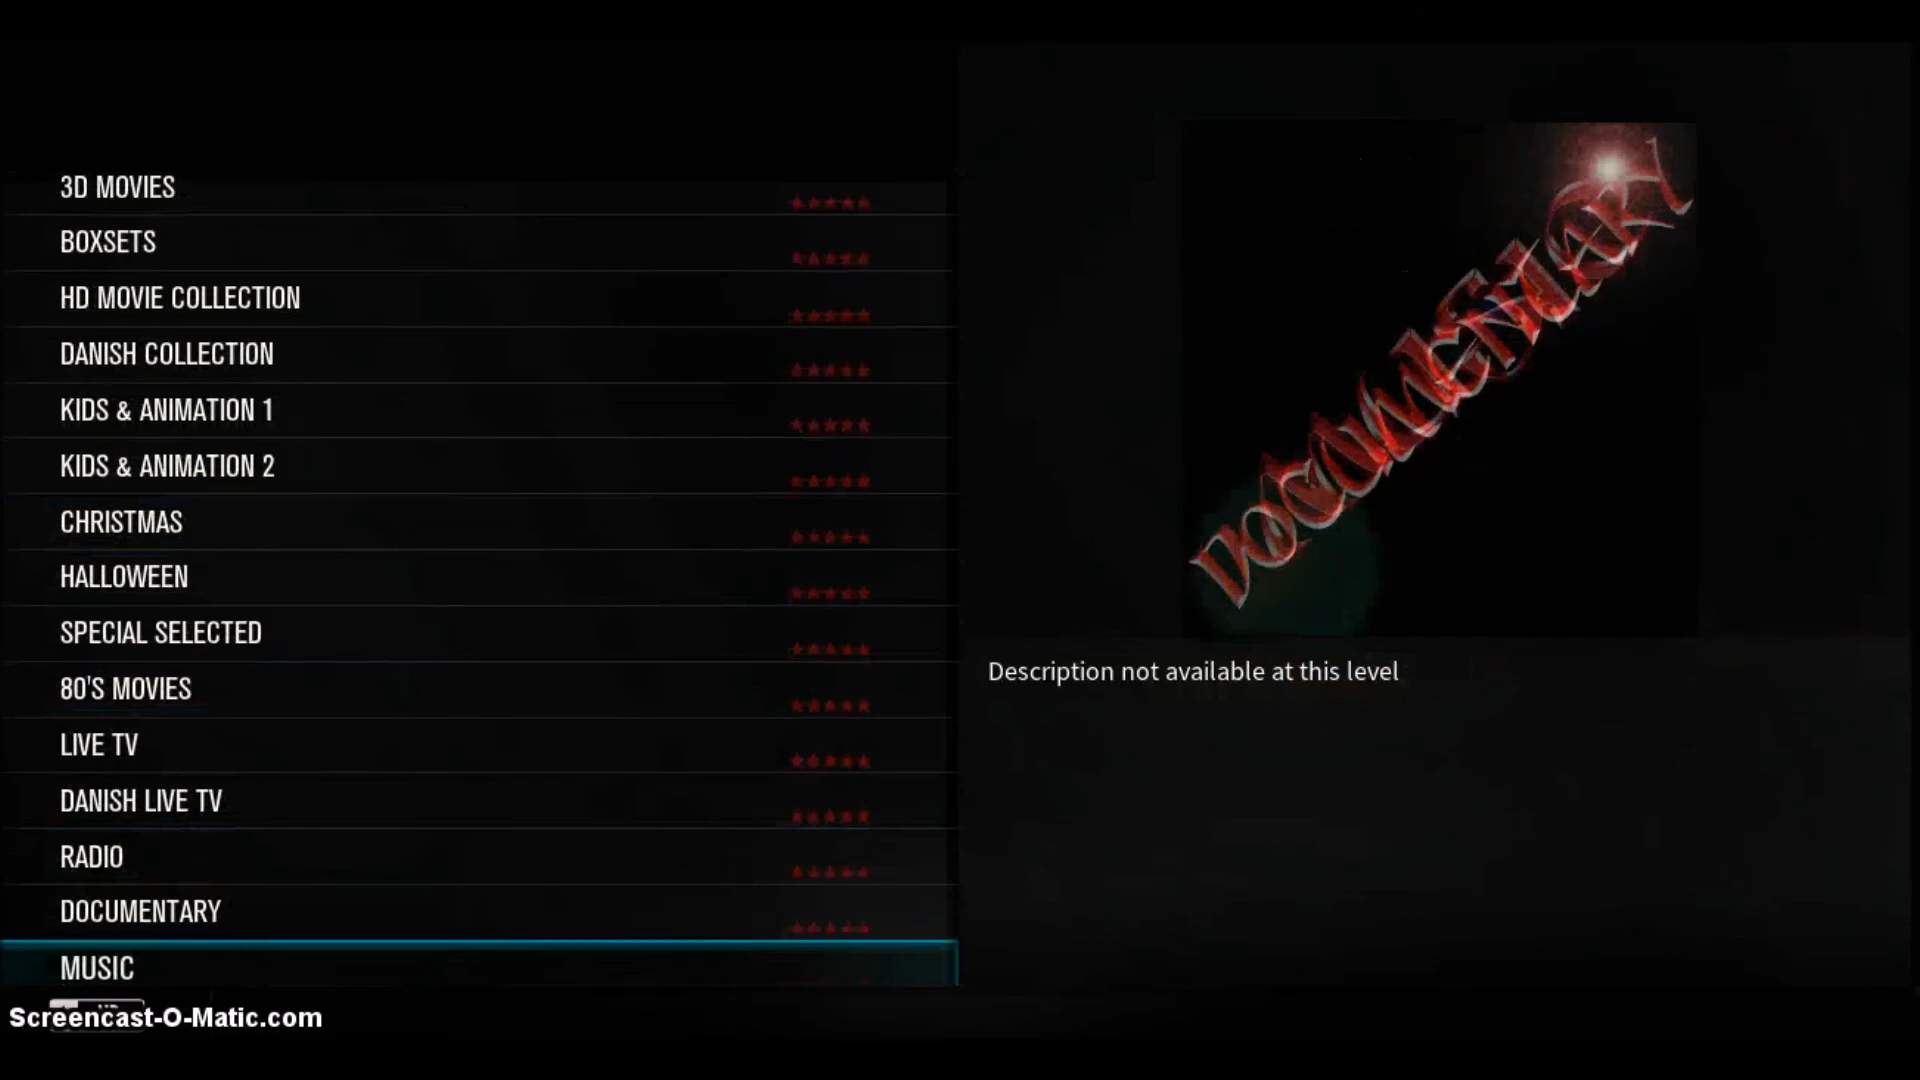 3D MOVIES
BOXSETS
HD MOVIE COLLECTION
DANISH COLLECTION
KIDS & ANIMATION 1
KIDS & ANIMATION 2
CHRISTMAS
HALLOWEEN
SPECIAL SELECTED
80'S MOVIES
LIVE TV
DANISH LIVE TV
RADIO
DOCUMENTARY
MUSIC
Screencast-O-Matic.com
DOCUMENTARY
Description not available at this level